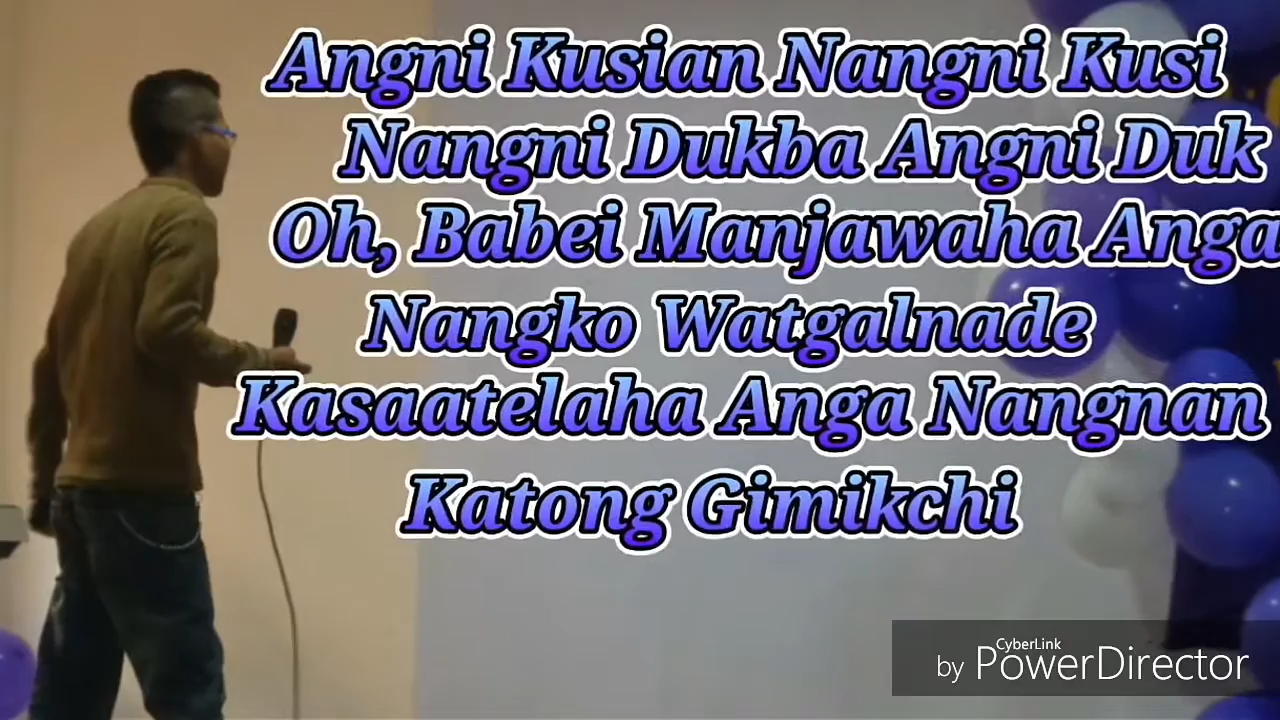 Angni Kusian Nangni Kusi
Nangni Dukba Angni Duk
Oh, Babei Manjawaha Anga
Nangko Watgalnade
Kasaatelaha Anga Nangnan
Katong Gimikchi
CyberLink
by PowerDirector